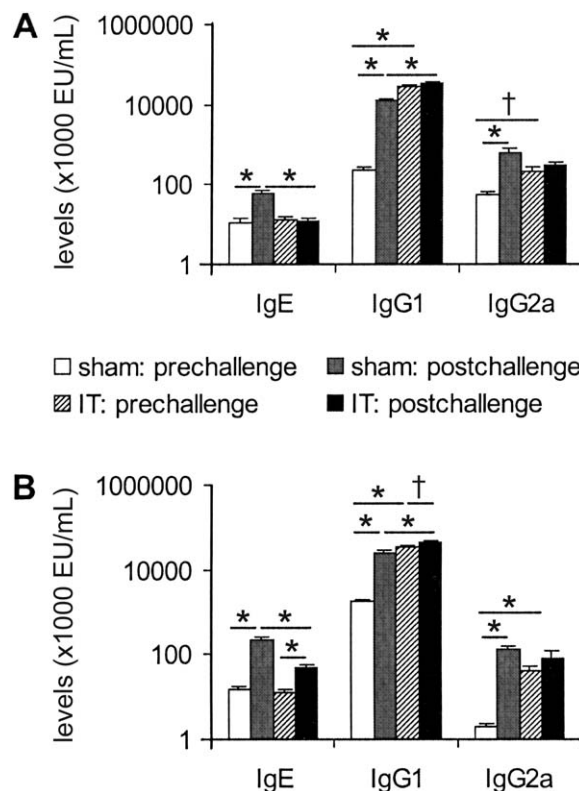 A
levels (x1000 EU/mL)
1000000
10000
100
1
* *
* * *
† *
IgE IgG1 IgG2a
sham: prechallenge sham: postchallenge
IT: prechallenge IT: postchallenge
B
levels (x1000 EU/mL)
1000000
10000
100
1
* * *
* † * *
* *
IgE IgG1 IgG2a